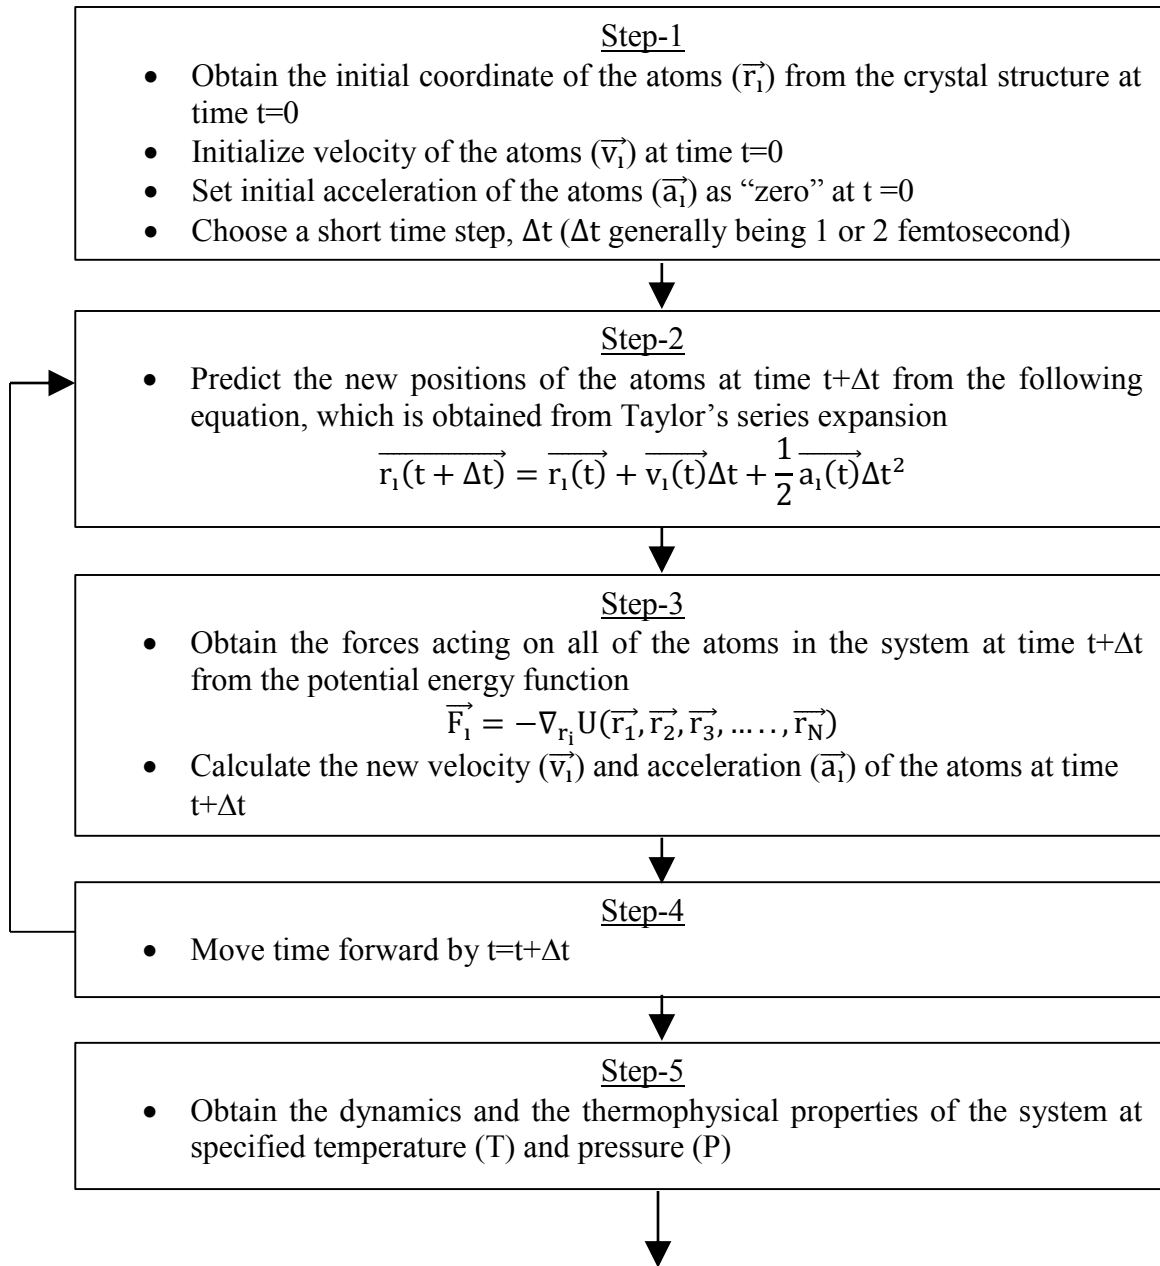 Step-1
• Obtain the initial coordinate of the atoms (r⃗ı) from the crystal structure at
time t=0
• Initialize velocity of the atoms (v⃗ı) at time t=0
• Set initial acceleration of the atoms (a⃗ı) as “zero” at t =0
• Choose a short time step, Δt (Δt generally being 1 or 2 femtosecond)
Step-2
• Predict the new positions of the atoms at time t+Δt from the following
equation, which is obtained from Taylor’s series expansion
r⃗ı(t + Δt) = r⃗ı(t) + v⃗ı(t)Δt + 1/2 a⃗ı(t)Δt²
Step-3
• Obtain the forces acting on all of the atoms in the system at time t+Δt
from the potential energy function
F⃗ı = −∇rᵢU(r⃗1, r⃗2, r⃗3, … . . , r⃗N)
• Calculate the new velocity (v⃗ı) and acceleration (a⃗ı) of the atoms at time
t+Δt
Step-4
• Move time forward by t=t+Δt
Step-5
• Obtain the dynamics and the thermophysical properties of the system at
specified temperature (T) and pressure (P)